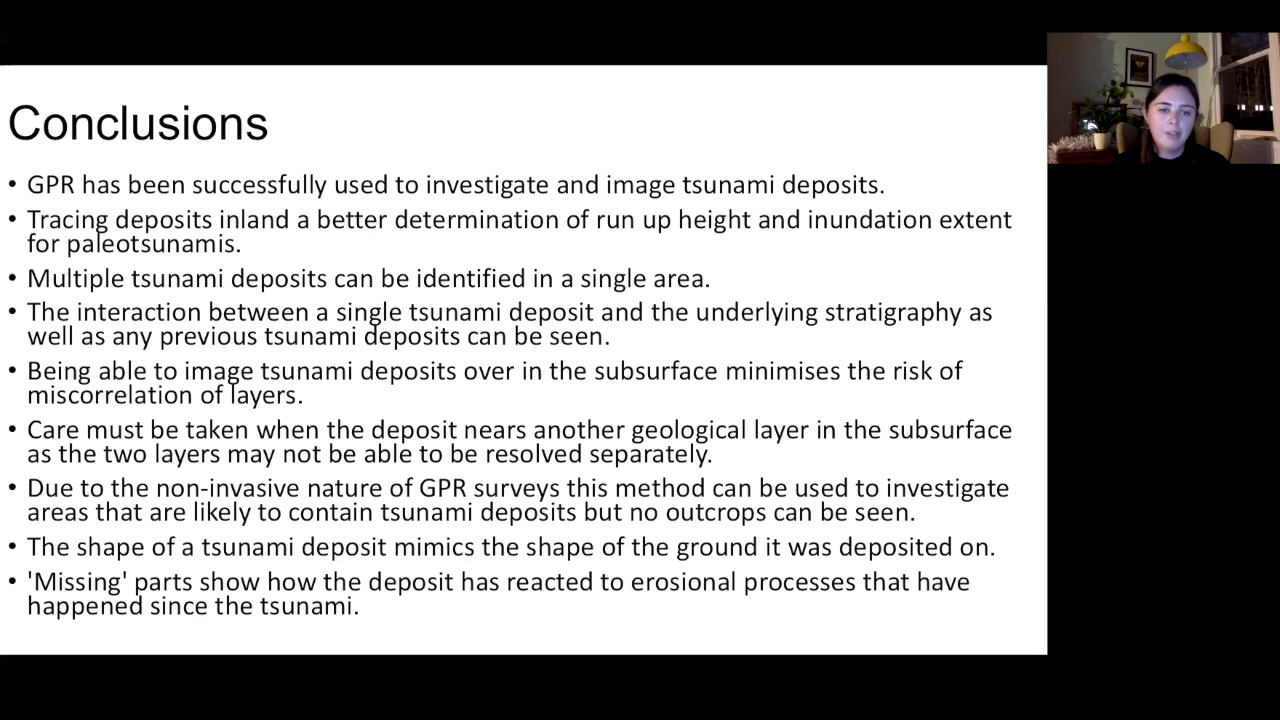 Conclusions
• GPR has been successfully used to investigate and image tsunami deposits.
• Tracing deposits inland a better determination of run up height and inundation extent
for paleotsunamis.
• Multiple tsunami deposits can be identified in a single area.
• The interaction between a single tsunami deposit and the underlying stratigraphy as
well as any previous tsunami deposits can be seen.
• Being able to image tsunami deposits over in the subsurface minimises the risk of
miscorrelation of layers.
• Care must be taken when the deposit nears another geological layer in the subsurface
as the two layers may not be able to be resolved separately.
• Due to the non-invasive nature of GPR surveys this method can be used to investigate
areas that are likely to contain tsunami deposits but no outcrops can be seen.
• The shape of a tsunami deposit mimics the shape of the ground it was deposited on.
• 'Missing' parts show how the deposit has reacted to erosional processes that have
happened since the tsunami.